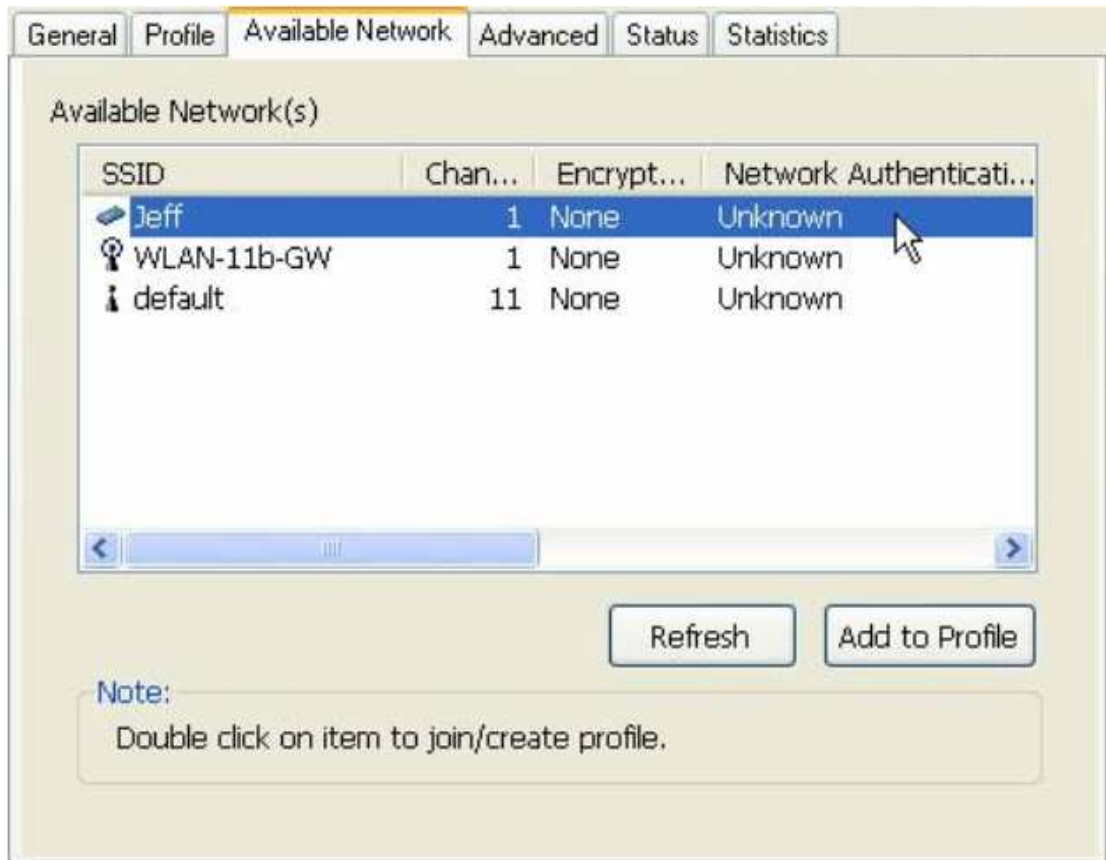 General Profile Available Network Advanced Status Statistics
Available Network(s)
SSID Chan... Encrypt... Network Authenticati...
Jeff 1 None Unknown
WLAN-11b-GW 1 None Unknown
default 11 None Unknown
Refresh Add to Profile
Note:
Double click on item to join/create profile.